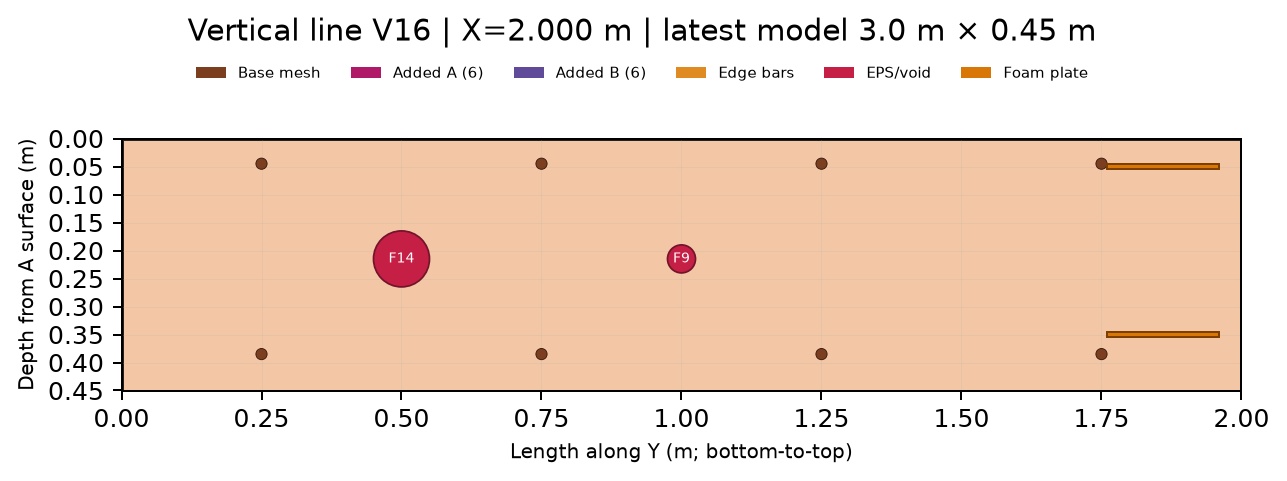 Vertical line V16 | X=2.000 m | latest model 3.0 m × 0.45 m
Base mesh Added A (6) Added B (6) Edge bars EPS/void Foam plate
Depth from A surface (m)
0.00
0.05
0.10
0.15
0.20
0.25
0.30
0.35
0.40
0.45
F14 F9
0.00 0.25 0.50 0.75 1.00 1.25 1.50 1.75 2.00
Length along Y (m; bottom-to-top)